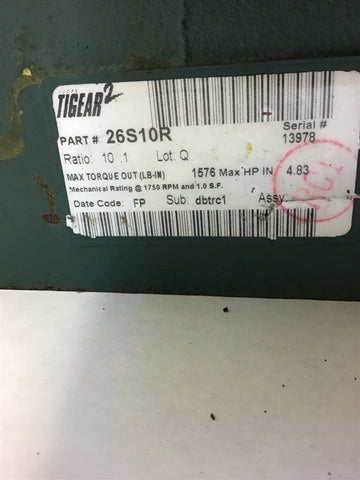 TIGEAR2
PART # 26S10R
Serial #
13978
Ratio: 10 :1 Lot: Q
MAX TORQUE OUT (LB-IN) 1576 Max HP IN 4.83
Mechanical Rating @ 1750 RPM and 1.0 S.F.
Date Code: FP Sub: dbtrc1 Assy:
NC1